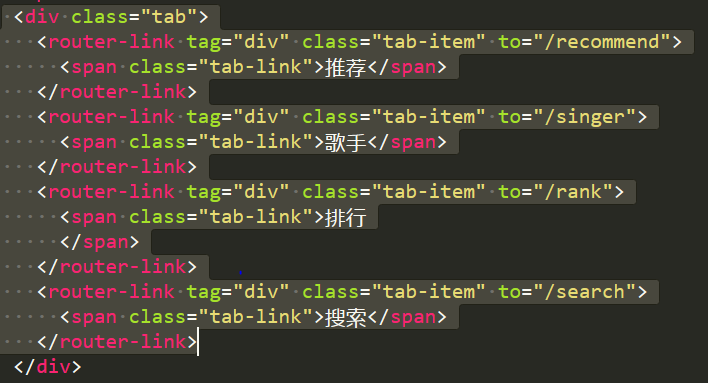 <div class="tab">
<router-link tag="div" class="tab-item" to="/recommend">
<span class="tab-link">推荐</span>
</router-link>
<router-link tag="div" class="tab-item" to="/singer">
<span class="tab-link">歌手</span>
</router-link>
<router-link tag="div" class="tab-item" to="/rank">
<span class="tab-link">排行
</span>
</router-link>
<router-link tag="div" class="tab-item" to="/search">
<span class="tab-link">搜索</span>
</router-link>
</div>